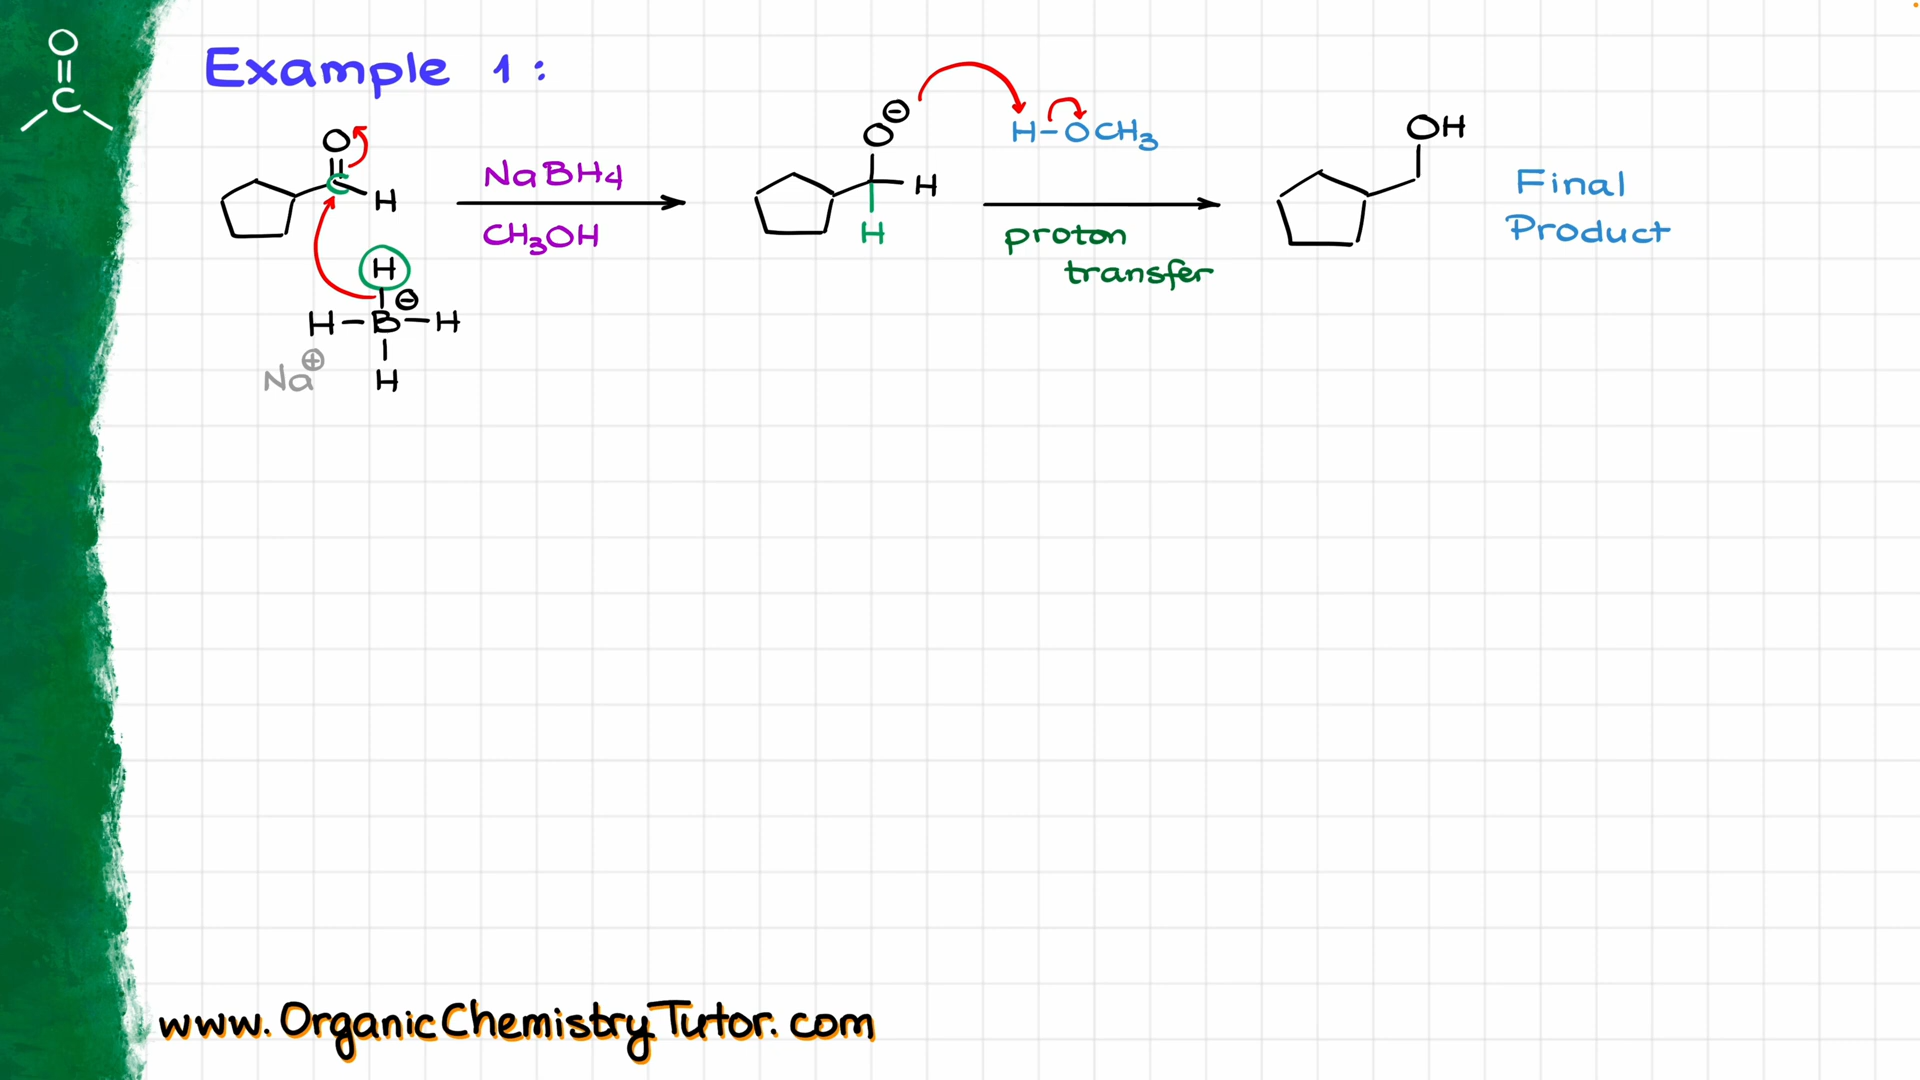 O
C
Example 1:
O
C
H
H
H–B–H
⊖
H
Na⊕
NaBH4
CH3OH
O⊖
H
H
H–OCH3
proton
transfer
OH
Final
Product
www.OrganicChemistryTutor.com